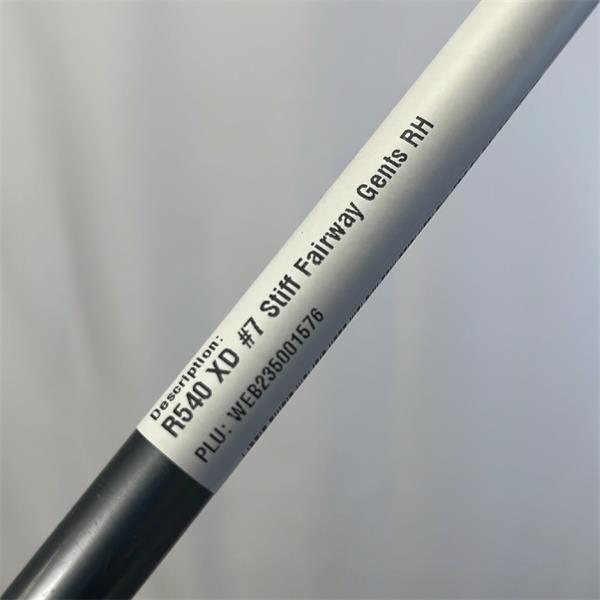 Description:
R540 XD #7 Stiff Fairway Gents RH
PLU: WEB235001576